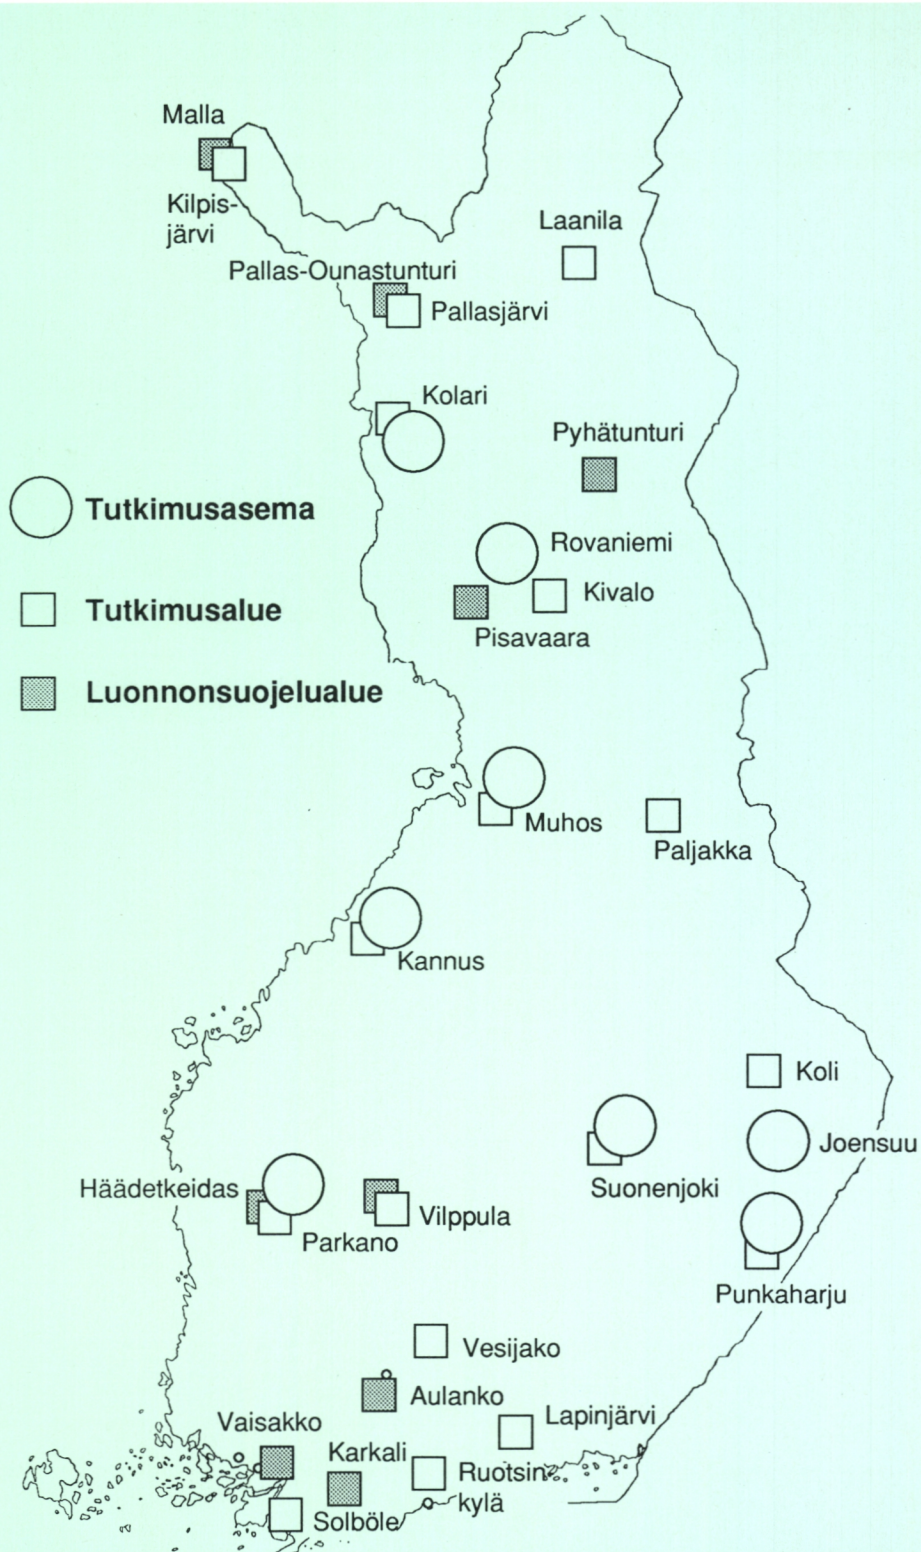 Malla
Kilpis-
järvi
Laanila
Pallas-Ounastunturi
Pallasjärvi
Kolari
Pyhätunturi
Tutkimusasema
Rovaniemi
Tutkimusalue
Kivalo
Pisavaara
Luonnonsuojelualue
Muhos
Paljakka
Kannus
Koli
Joensuu
Häädetkeidas
Suonenjoki
Vilppula
Parkano
Punkaharju
Vesijako
Aulanko
Lapinjärvi
Vaisakko
Karkali
Ruotsin-
kylä
Solböle